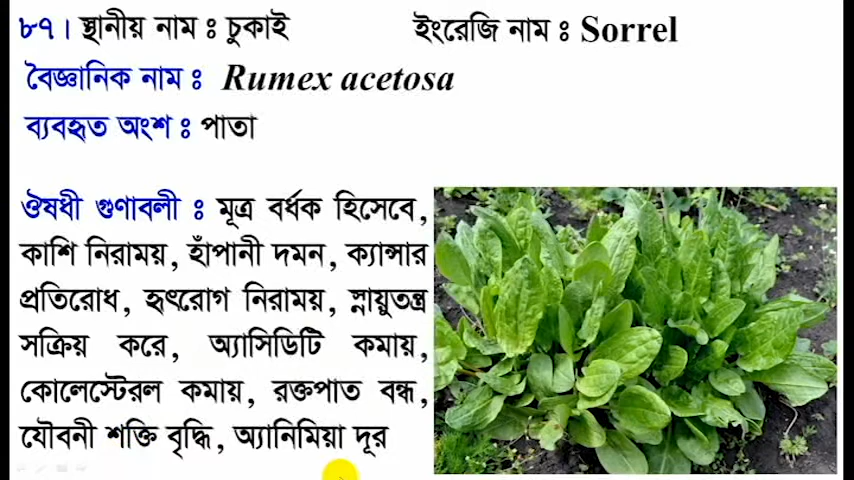 ৮৭। স্থানীয় নাম ঃ চুকাই ইংরেজি নাম ঃ Sorrel
বৈজ্ঞানিক নাম ঃ Rumex acetosa
ব্যবহৃত অংশ ঃ পাতা
ঔষধী গুণাবলী ঃ মূত্র বর্ধক হিসেবে,
কাশি নিরাময়, হাঁপানী দমন, ক্যান্সার
প্রতিরোধ, হৃৎরোগ নিরাময়, স্নায়ুতন্ত্র
সক্রিয় করে, অ্যাসিডিটি কমায়,
কোলেস্টেরল কমায়, রক্তপাত বন্ধ,
যৌবনী শক্তি বৃদ্ধি, অ্যানিমিয়া দূর